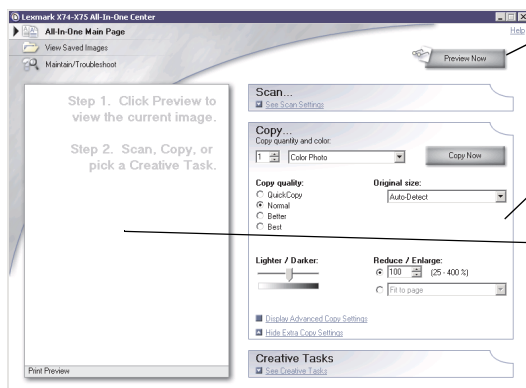 Lexmark X74-X75 All-In-One Center
All-In-One Main Page
Help
View Saved Images
Maintain/Troubleshoot
Preview Now
Step 1. Click Preview to
view the current image.
Step 2. Scan, Copy, or
pick a Creative Task.
Print Preview
Scan...
See Scan Settings
Copy...
Copy quantity and color:
1
Color Photo
Copy Now
Copy quality:
QuickCopy
Normal
Better
Best
Original size:
Auto-Detect
Lighter / Darker:
Reduce / Enlarge:
100 (25 - 400 %)
Fit to page
Display Advanced Copy Settings
Hide Extra Copy Settings
Creative Tasks
See Creative Tasks